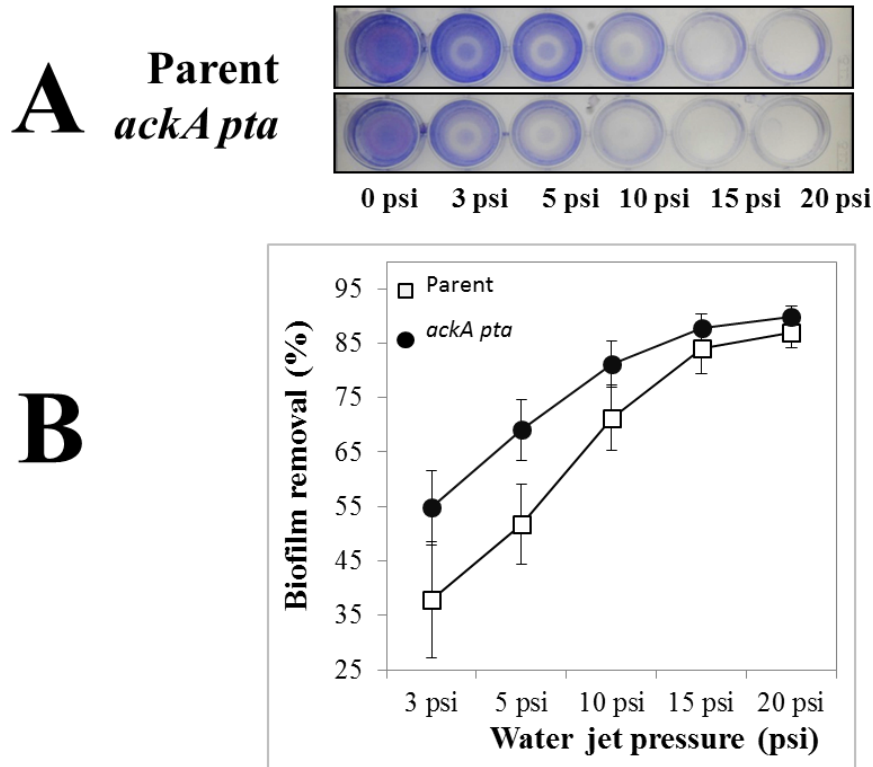 A
Parent
ackA pta
0 psi 3 psi 5 psi 10 psi 15 psi 20 psi
B
Biofilm removal (%)
95
85
75
65
55
45
35
25
Parent
ackA pta
3 psi 5 psi 10 psi 15 psi 20 psi
Water jet pressure (psi)